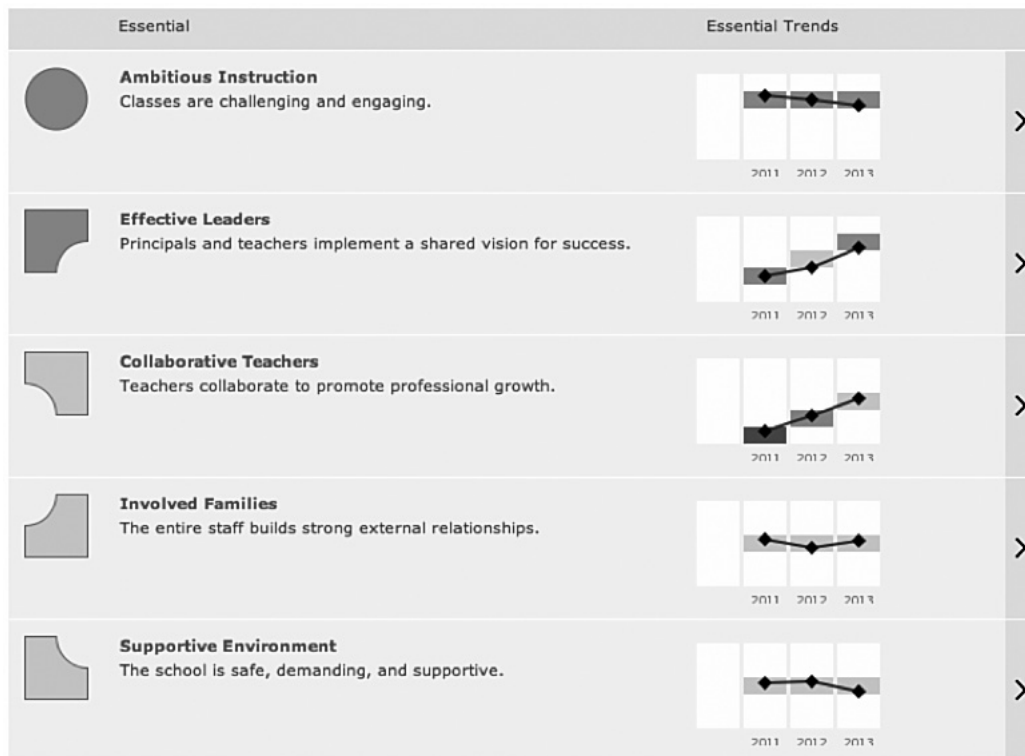 Essential Essential Trends
Ambitious Instruction
Classes are challenging and engaging.
2011 2012 2013
Effective Leaders
Principals and teachers implement a shared vision for success.
2011 2012 2013
Collaborative Teachers
Teachers collaborate to promote professional growth.
2011 2012 2013
Involved Families
The entire staff builds strong external relationships.
2011 2012 2013
Supportive Environment
The school is safe, demanding, and supportive.
2011 2012 2013